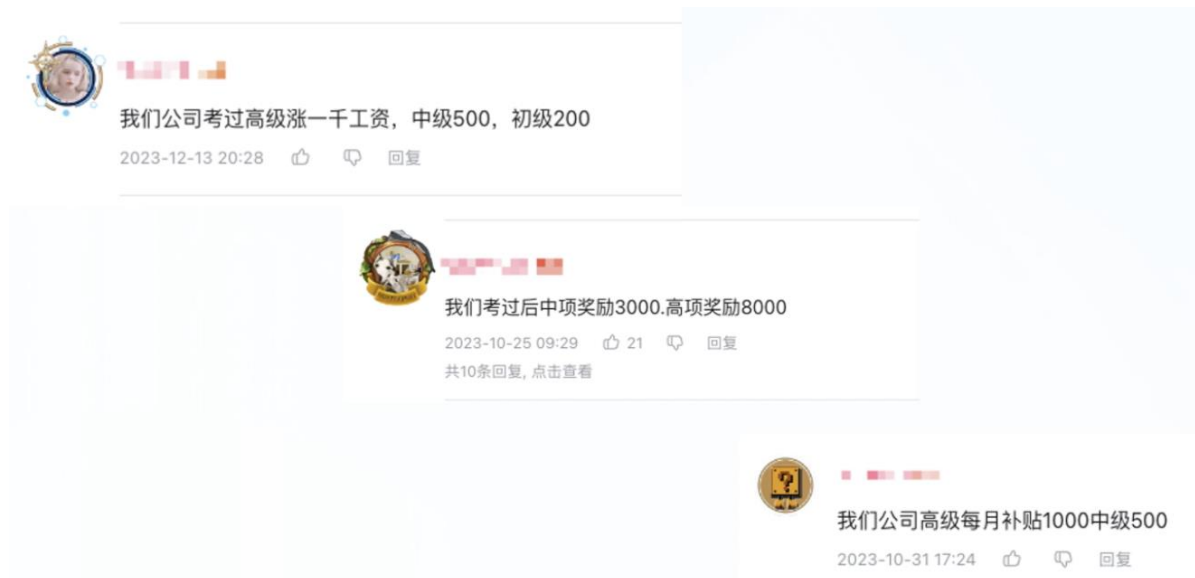 我们公司考过高级涨一千工资，中级500，初级200
2023-12-13 20:28 回复
我们考过后中项奖励3000.高项奖励8000
2023-10-25 09:29 21 回复
共10条回复, 点击查看
?
我们公司高级每月补贴1000中级500
2023-10-31 17:24 回复